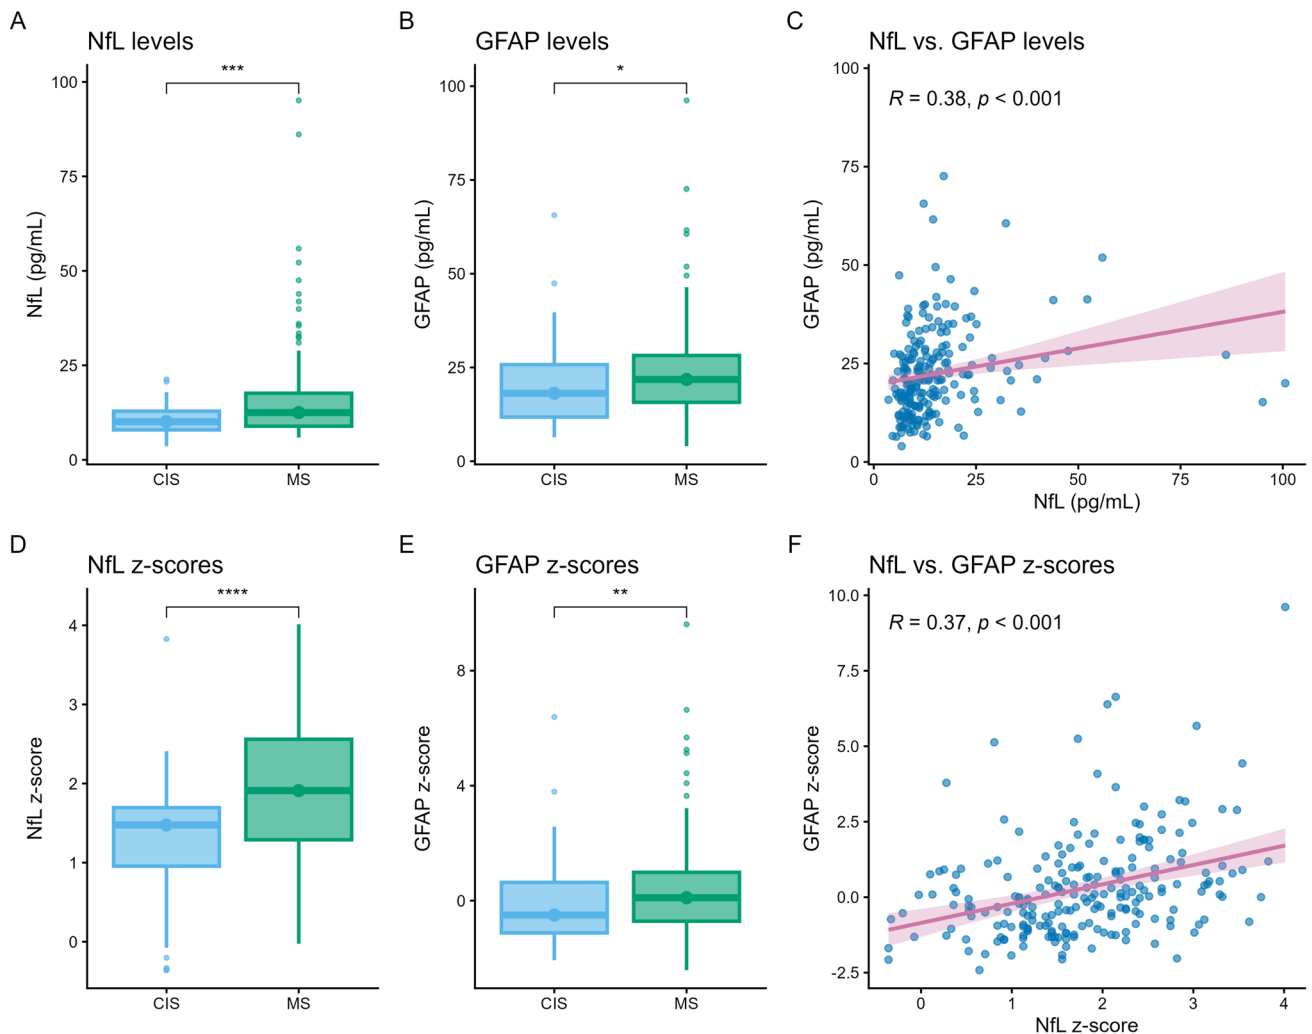 A
NfL levels
***
NfL (pg/mL)
100
75
50
25
0
CIS MS
B
GFAP levels
*
GFAP (pg/mL)
100
75
50
25
0
CIS MS
C
NfL vs. GFAP levels
R = 0.38, p < 0.001
GFAP (pg/mL)
100
75
50
25
0
0 25 50 75 100
NfL (pg/mL)
D
NfL z-scores
****
NfL z-score
4
3
2
1
0
CIS MS
E
GFAP z-scores
**
GFAP z-score
8
4
0
CIS MS
F
NfL vs. GFAP z-scores
R = 0.37, p < 0.001
GFAP z-score
10.0
7.5
5.0
2.5
0.0
-2.5
0 1 2 3 4
NfL z-score